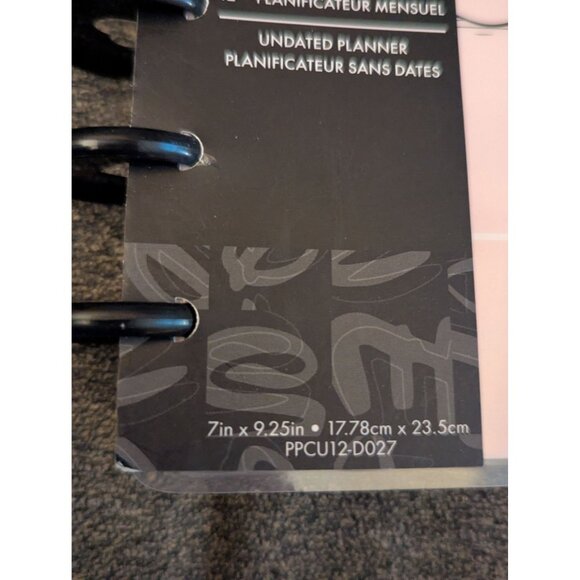 PLANIFICATEUR MENSUEL
UNDATED PLANNER
PLANIFICATEUR SANS DATES
7in x 9.25in • 17.78cm x 23.5cm
PPCU12-D027